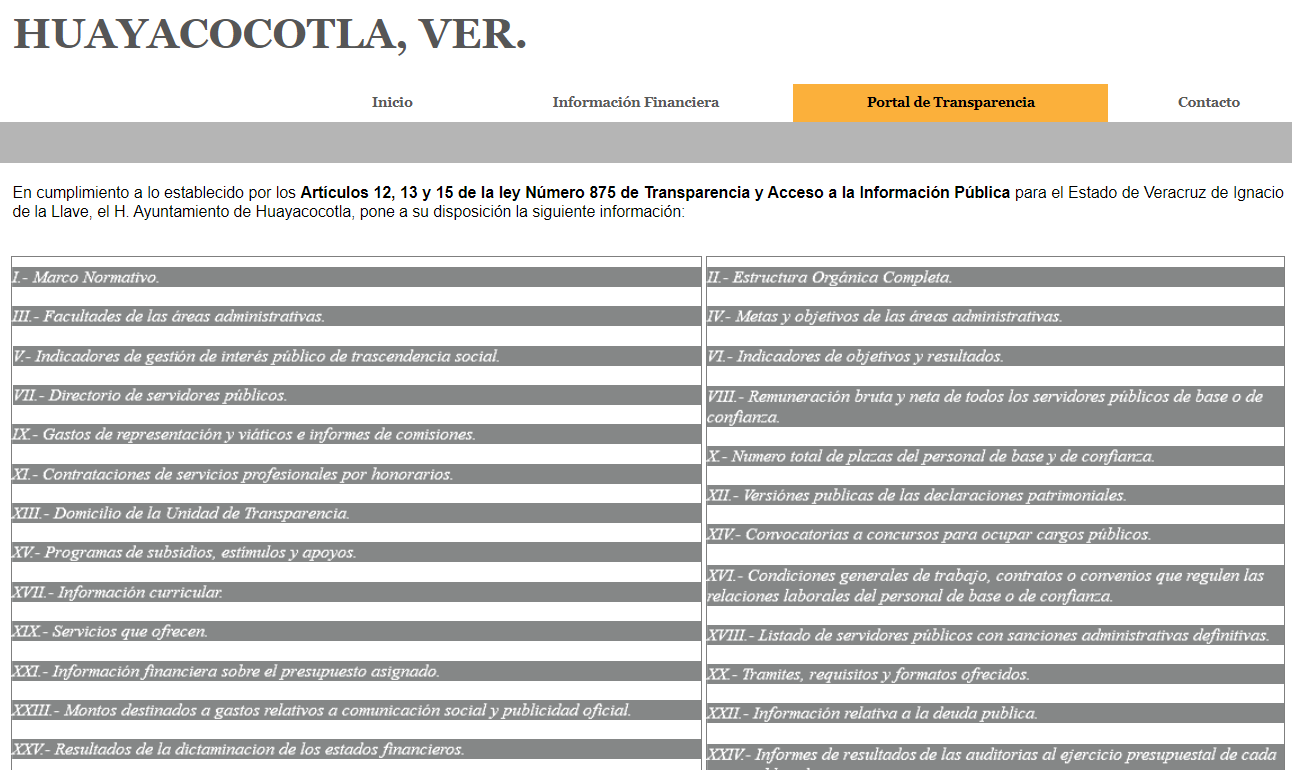 HUAYACOCOTLA, VER.
Inicio
Información Financiera
Portal de Transparencia
Contacto
En cumplimiento a lo establecido por los Artículos 12, 13 y 15 de la ley Número 875 de Transparencia y Acceso a la Información Pública para el Estado de Veracruz de Ignacio
de la Llave, el H. Ayuntamiento de Huayacocotla, pone a su disposición la siguiente información:
I.- Marco Normativo.
III.- Facultades de las áreas administrativas.
V.- Indicadores de gestión de interés público de trascendencia social.
VII.- Directorio de servidores públicos.
IX.- Gastos de representación y viáticos e informes de comisiones.
XI.- Contrataciones de servicios profesionales por honorarios.
XIII.- Domicilio de la Unidad de Transparencia.
XV.- Programas de subsidios, estímulos y apoyos.
XVII.- Información curricular.
XIX.- Servicios que ofrecen.
XXI.- Información financiera sobre el presupuesto asignado.
XXIII.- Montos destinados a gastos relativos a comunicación social y publicidad oficial.
XXV.- Resultados de la dictaminacion de los estados financieros.
II.- Estructura Orgánica Completa.
IV.- Metas y objetivos de las áreas administrativas.
VI.- Indicadores de objetivos y resultados.
VIII.- Remuneración bruta y neta de todos los servidores públicos de base o de
confianza.
X.- Numero total de plazas del personal de base y de confianza.
XII.- Versiónes publicas de las declaraciones patrimoniales.
XIV.- Convocatorias a concursos para ocupar cargos públicos.
XVI.- Condiciones generales de trabajo, contratos o convenios que regulen las
relaciones laborales del personal de base o de confianza.
XVIII.- Listado de servidores públicos con sanciones administrativas definitivas.
XX.- Tramites, requisitos y formatos ofrecidos.
XXII.- Información relativa a la deuda publica.
XXIV.- Informes de resultados de las auditorias al ejercicio presupuestal de cada